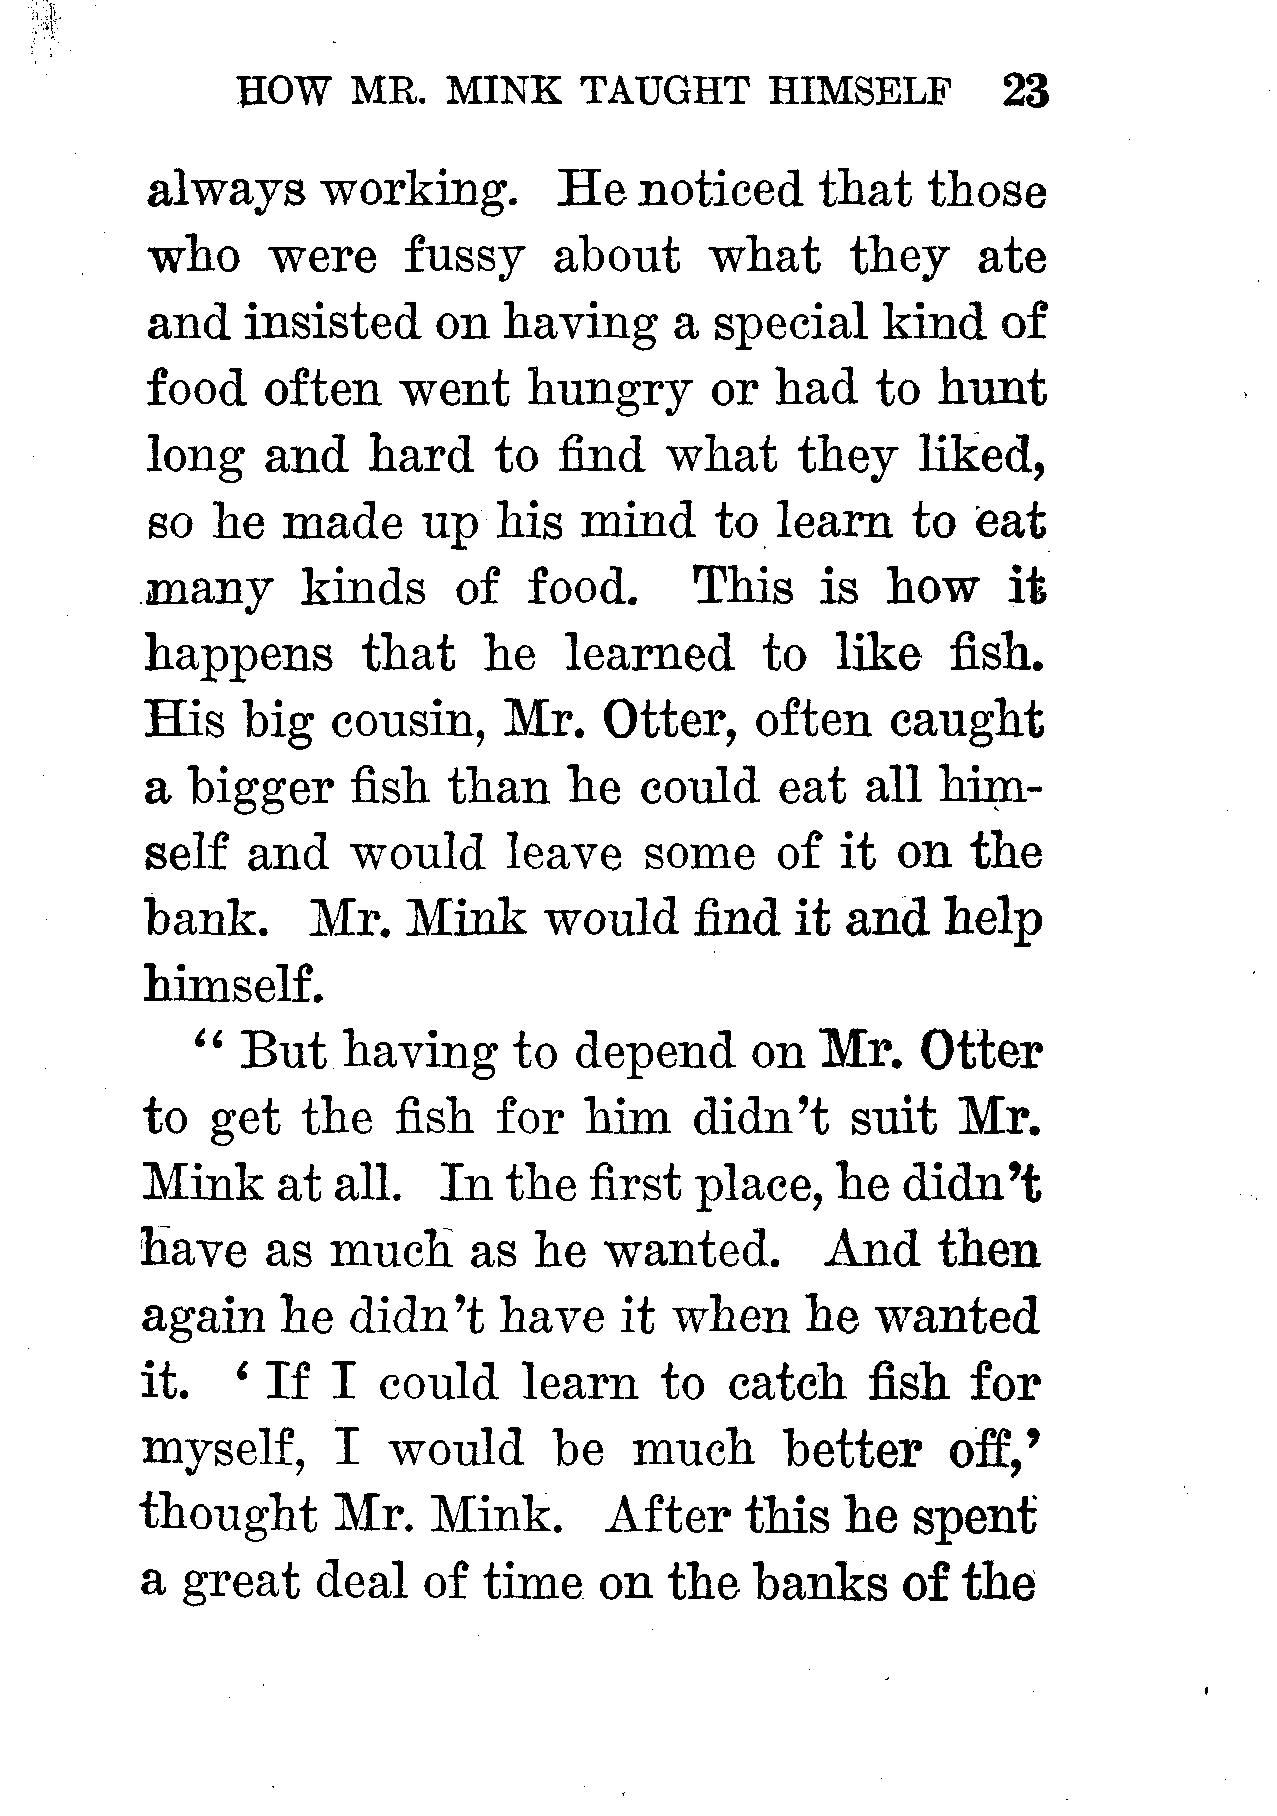 HOW MR. MINK TAUGHT HIMSELF 23
always working. He noticed that those
who were fussy about what they ate
and insisted on having a special kind of
food often went hungry or had to hunt
long and hard to find what they liked,
so he made up his mind to learn to eat
many kinds of food. This is how it
happens that he learned to like fish.
His big cousin, Mr. Otter, often caught
a bigger fish than he could eat all him-
self and would leave some of it on the
bank. Mr. Mink would find it and help
himself.
“ But having to depend on Mr. Otter
to get the fish for him didn’t suit Mr.
Mink at all. In the first place, he didn’t
have as much as he wanted. And then
again he didn’t have it when he wanted
it. ‘ If I could learn to catch fish for
myself, I would be much better off,’
thought Mr. Mink. After this he spent
a great deal of time on the banks of the